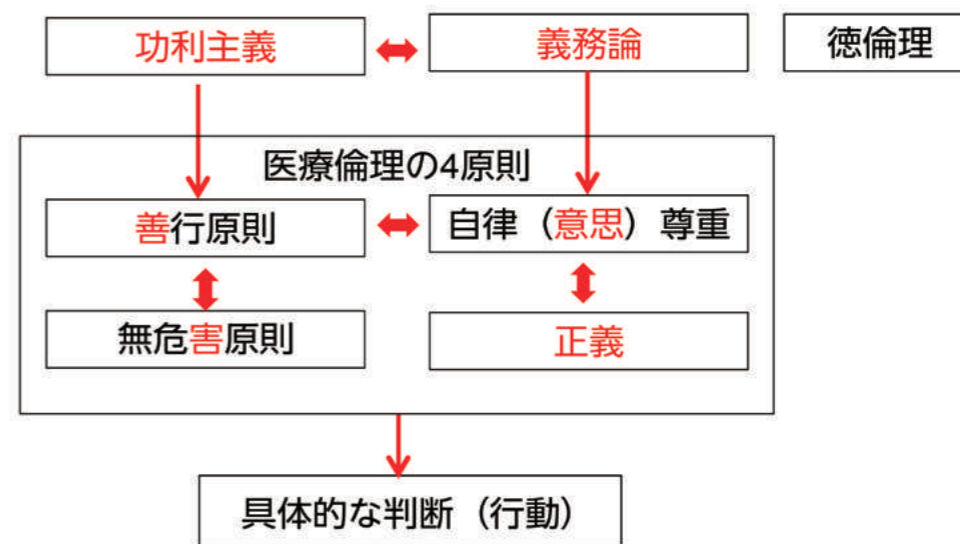 功利主義
義務論
徳倫理
医療倫理の4原則
善行原則
自律（意思）尊重
無危害原則
正義
具体的な判断（行動）